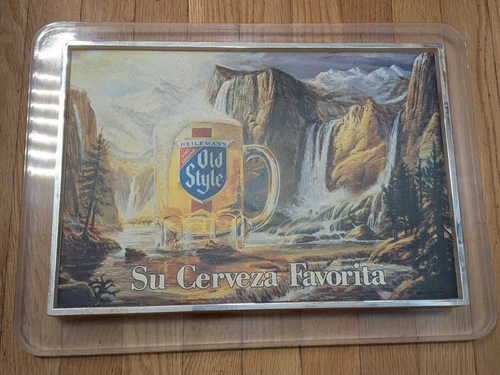 HEILEMAN'S
Old
Style
Su Cerveza Favorita